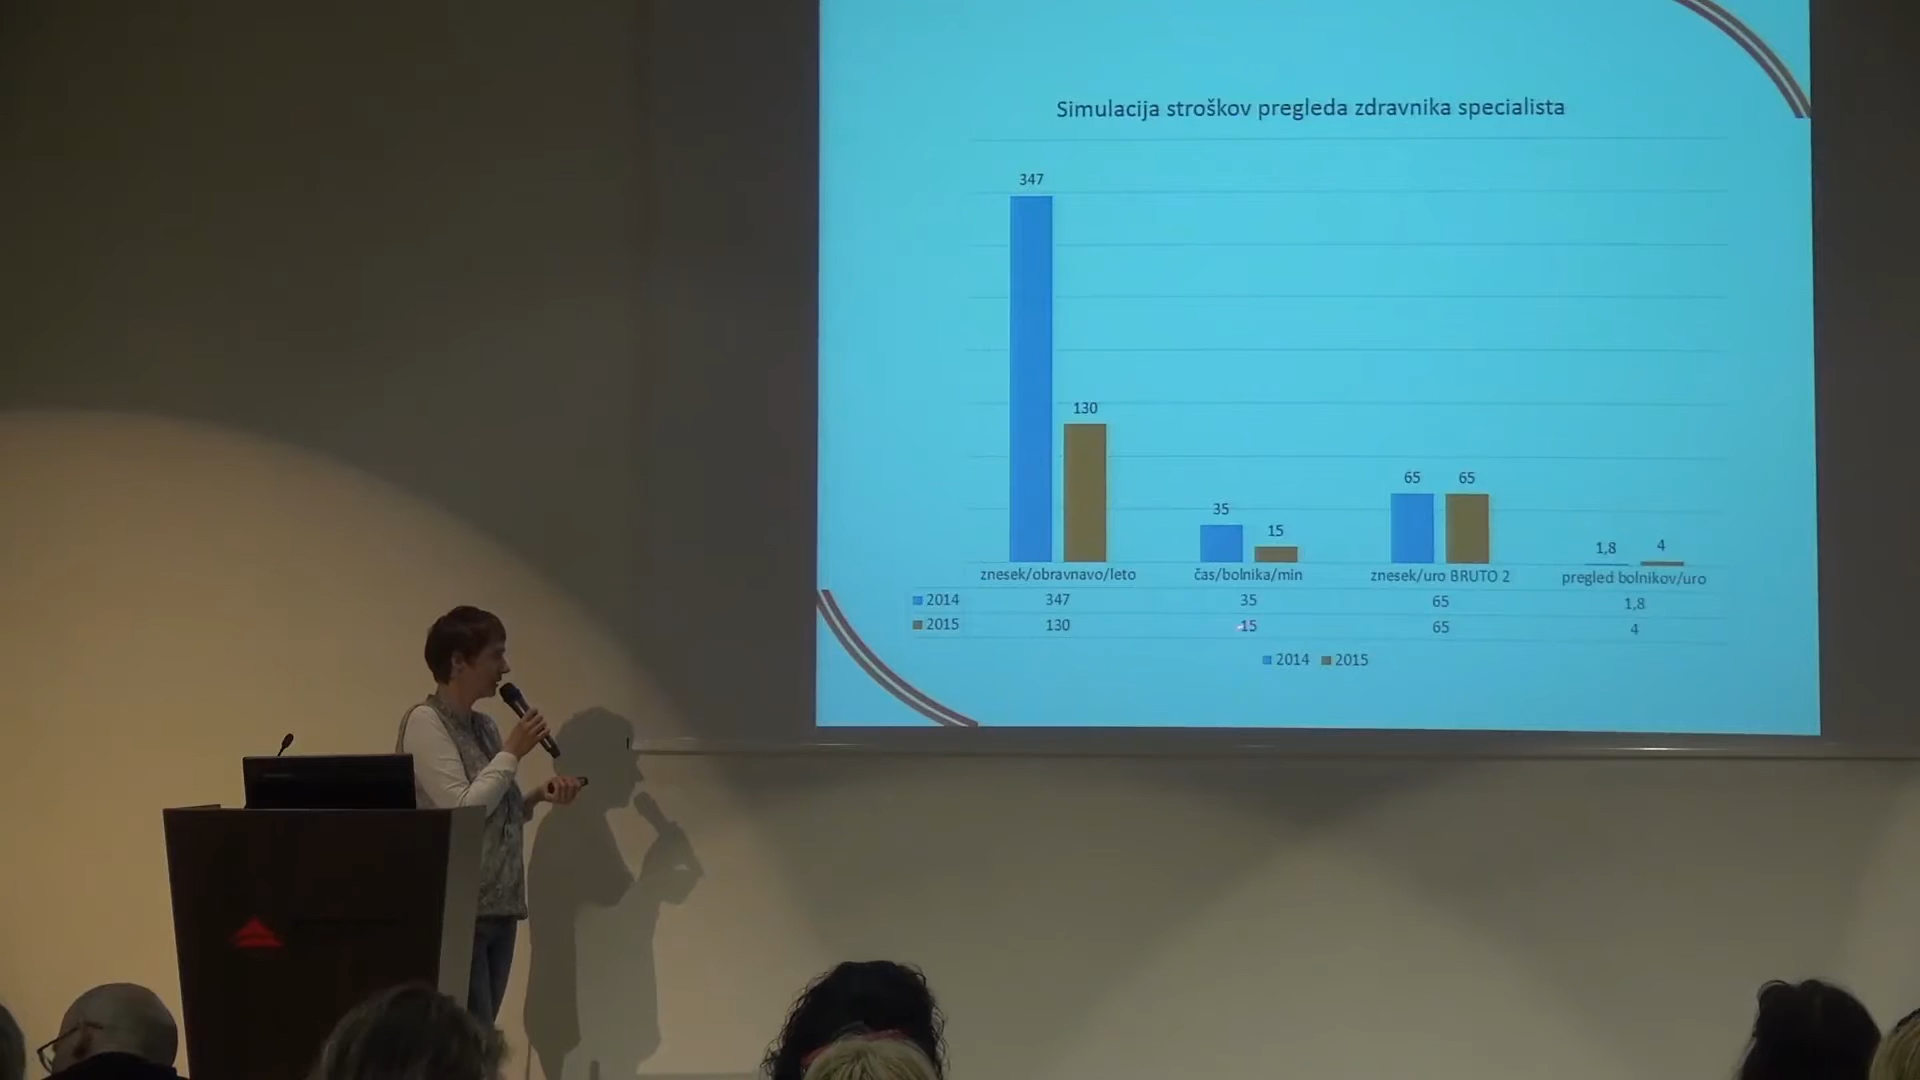 Simulacija stroškov pregleda zdravnika specialista
347
130
35
15
65
65
1,8
4
znesek/obravnavo/leto čas/bolnika/min znesek/uro BRUTO 2 pregled bolnikov/uro
2014 347 35 65 1,8
2015 130 15 65 4
2014 2015